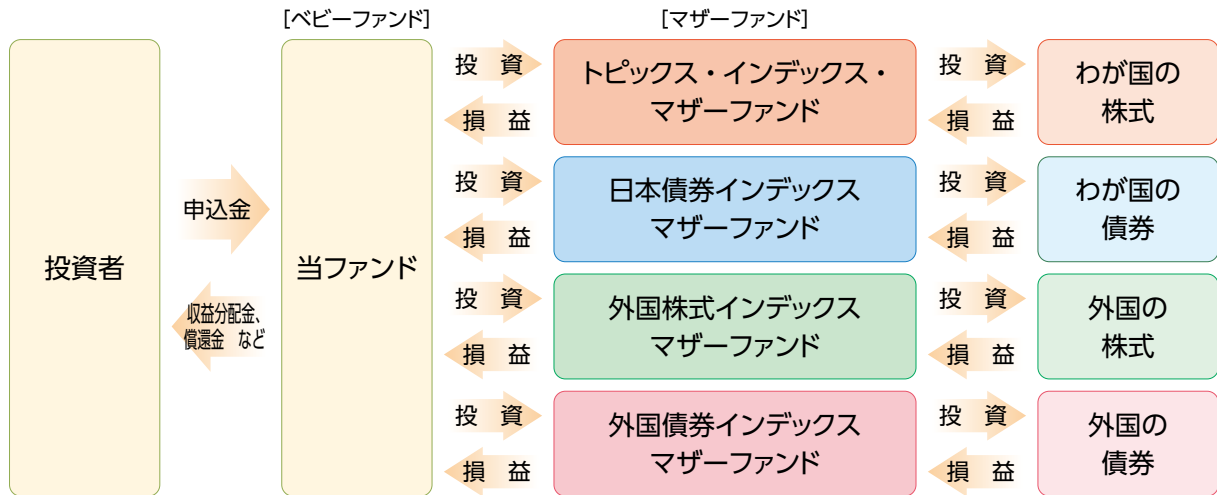 [ベビーファンド]
[マザーファンド]
投資者
申込金
収益分配金、
償還金 など
当ファンド
投 資
損 益
トピックス・インデックス・
マザーファンド
投 資
損 益
わが国の
株式
投 資
損 益
日本債券インデックス
マザーファンド
投 資
損 益
わが国の
債券
投 資
損 益
外国株式インデックス
マザーファンド
投 資
損 益
外国の
株式
投 資
損 益
外国債券インデックス
マザーファンド
投 資
損 益
外国の
債券